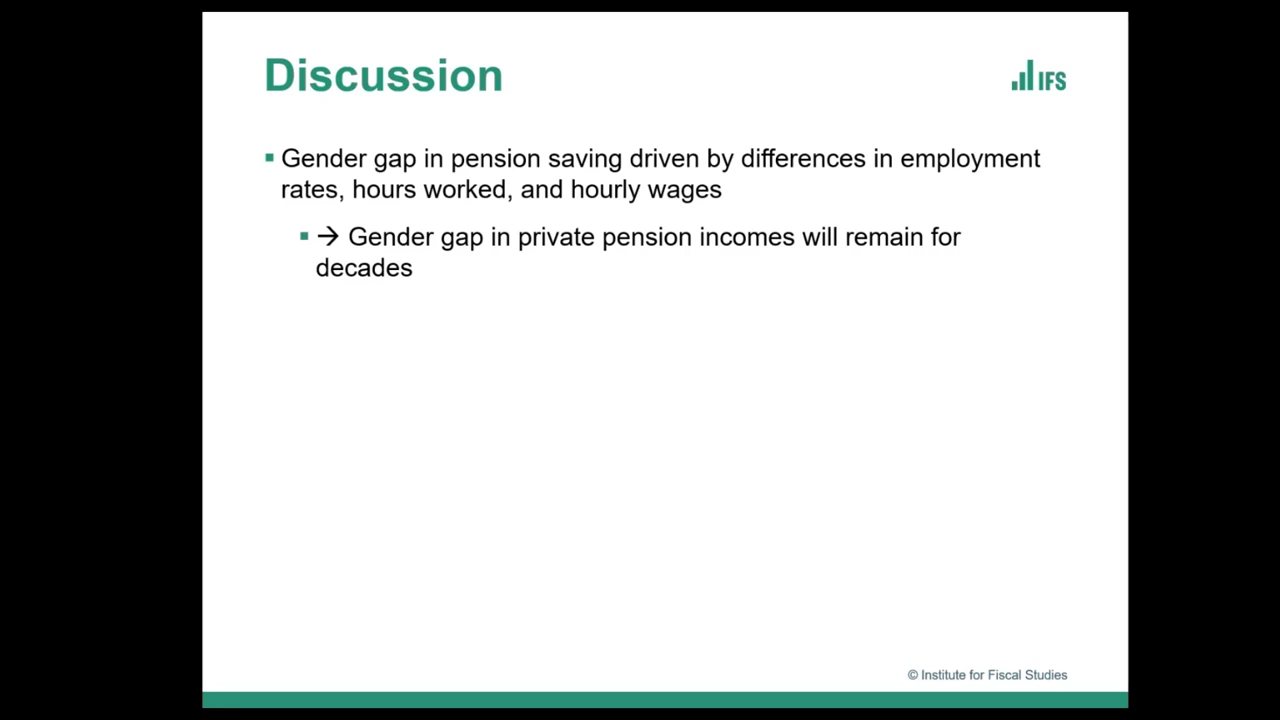 Discussion
IFS
▪ Gender gap in pension saving driven by differences in employment
rates, hours worked, and hourly wages
▪ → Gender gap in private pension incomes will remain for
decades
© Institute for Fiscal Studies